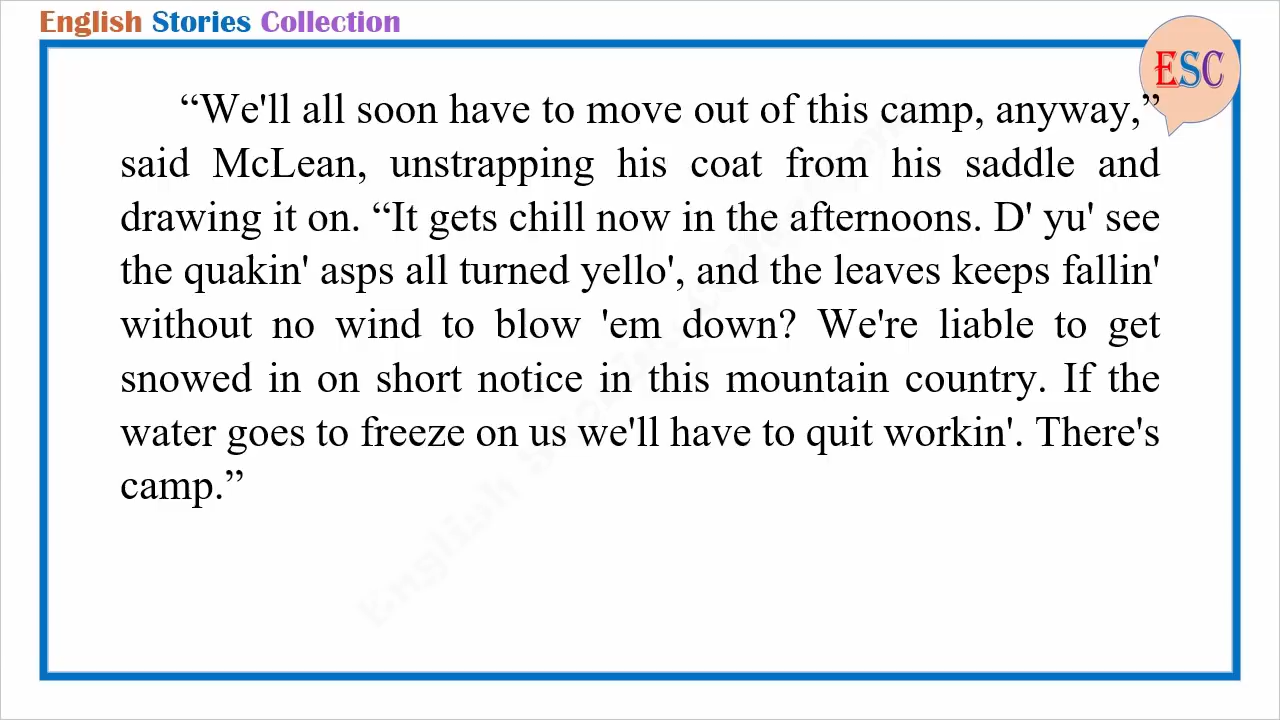 English Stories Collection
ESC
“We'll all soon have to move out of this camp, anyway,”
said McLean, unstrapping his coat from his saddle and
drawing it on. “It gets chill now in the afternoons. D' yu' see
the quakin' asps all turned yello', and the leaves keeps fallin'
without no wind to blow 'em down? We're liable to get
snowed in on short notice in this mountain country. If the
water goes to freeze on us we'll have to quit workin'. There's
camp.”